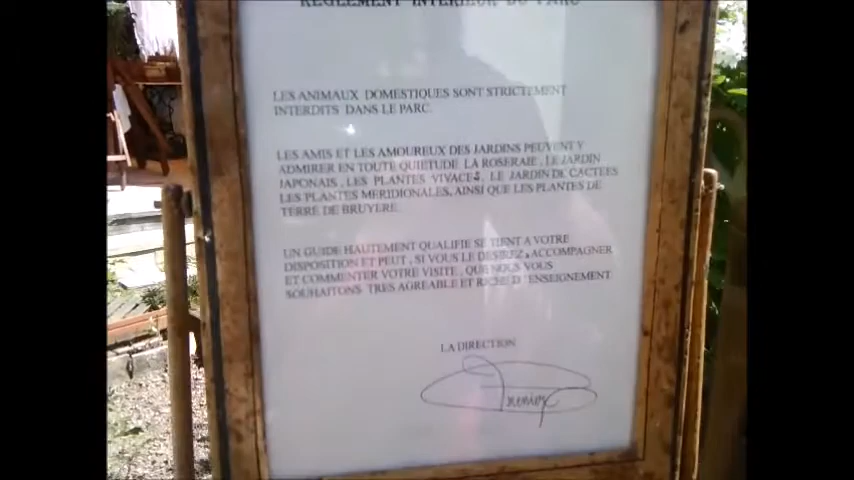 REGLEMENT INTERIEUR DU PARC
LES ANIMAUX DOMESTIQUES SONT STRICTEMENT
INTERDITS DANS LE PARC.
LES AMIS ET LES AMOUREUX DES JARDINS PEUVENT Y
ADMIRER EN TOUTE QUIETUDE, LA ROSERAIE, LE JARDIN
JAPONAIS, LES PLANTES VIVACES, LE JARDIN DE CACTEES
LES PLANTES MERIDIONALES, AINSI QUE LES PLANTES DE
TERRE DE BRUYERE.
UN GUIDE HAUTEMENT QUALIFIE SE TIENT A VOTRE
DISPOSITION ET PEUT, SI VOUS LE DESIREZ, ACCOMPAGNER
ET COMMENTER VOTRE VISITE, QUE NOUS VOUS
SOUHAITONS TRES AGREABLE ET RICHE D'ENSEIGNEMENT
LA DIRECTION